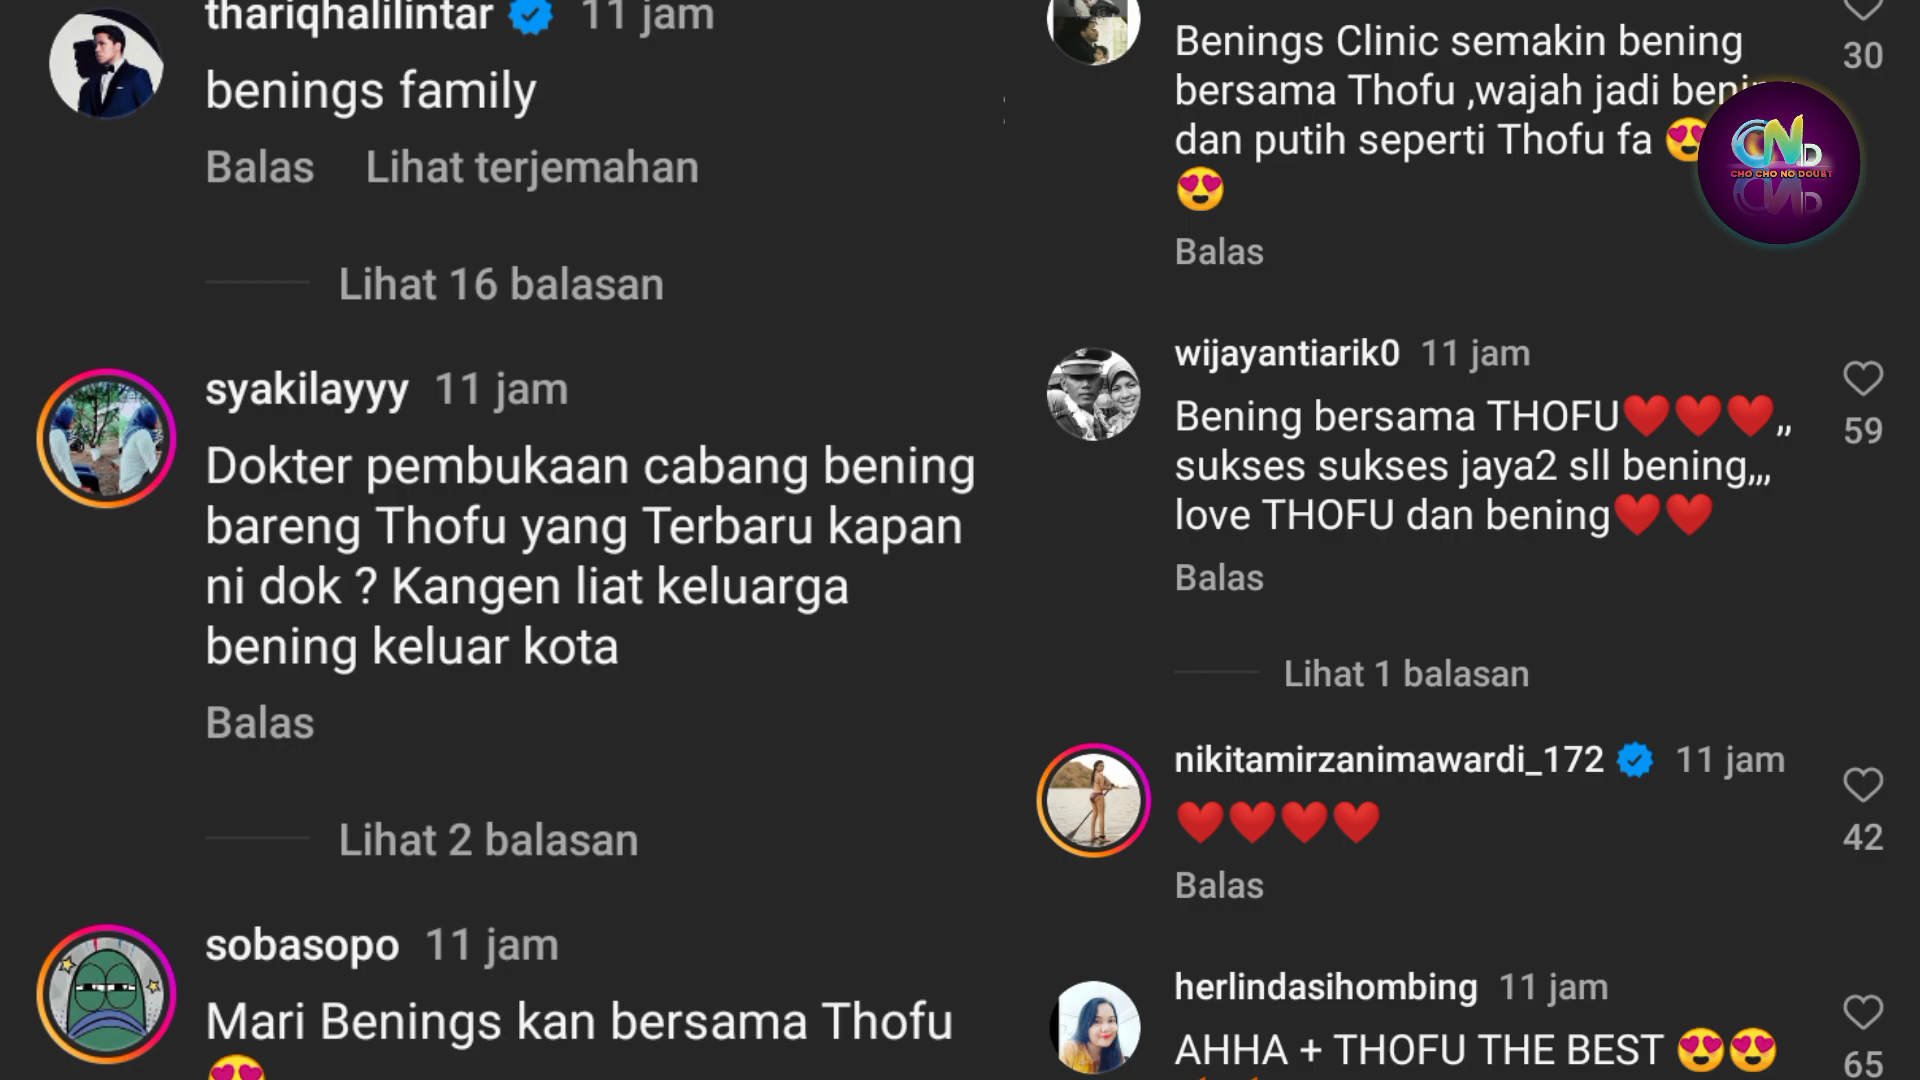 thariqhalilintar 11 jam
benings family
Balas Lihat terjemahan
Lihat 16 balasan
syakilayyy 11 jam
Dokter pembukaan cabang bening
bareng Thofu yang Terbaru kapan
ni dok ? Kangen liat keluarga
bening keluar kota
Balas
Lihat 2 balasan
sobasopo 11 jam
Mari Benings kan bersama Thofu
😍
Benings Clinic semakin bening
30
bersama Thofu ,wajah jadi bening
dan putih seperti Thofu fa 😍
😍
Balas
CND
CHO CHO NO DOUBT
wijayantiarik0 11 jam
Bening bersama THOFU❤️❤️❤️,,
59
sukses sukses jaya2 sll bening,,,
love THOFU dan bening❤️❤️
Balas
Lihat 1 balasan
nikitamirzanimawardi_172 11 jam
❤️❤️❤️❤️
42
Balas
herlindasihombing 11 jam
AHHA + THOFU THE BEST 😍😍
65